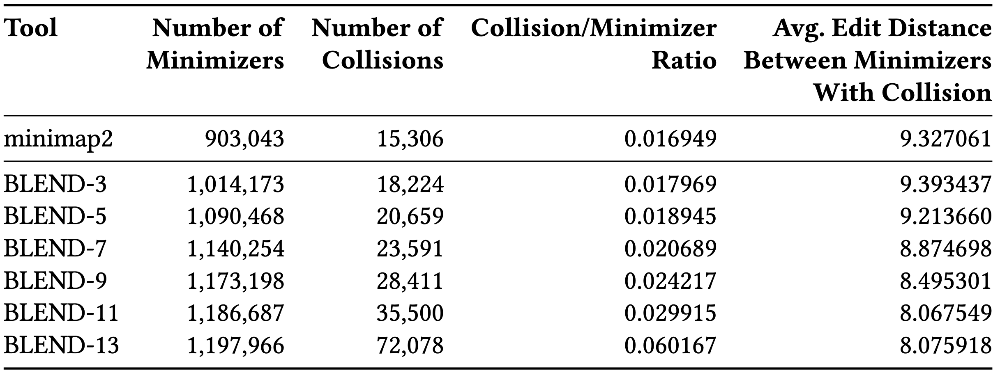 Tool Number of Number of Collision/Minimizer Avg. Edit Distance
Minimizers Collisions Ratio Between Minimizers
With Collision
minimap2 903,043 15,306 0.016949 9.327061
BLEND-3 1,014,173 18,224 0.017969 9.393437
BLEND-5 1,090,468 20,659 0.018945 9.213660
BLEND-7 1,140,254 23,591 0.020689 8.874698
BLEND-9 1,173,198 28,411 0.024217 8.495301
BLEND-11 1,186,687 35,500 0.029915 8.067549
BLEND-13 1,197,966 72,078 0.060167 8.075918